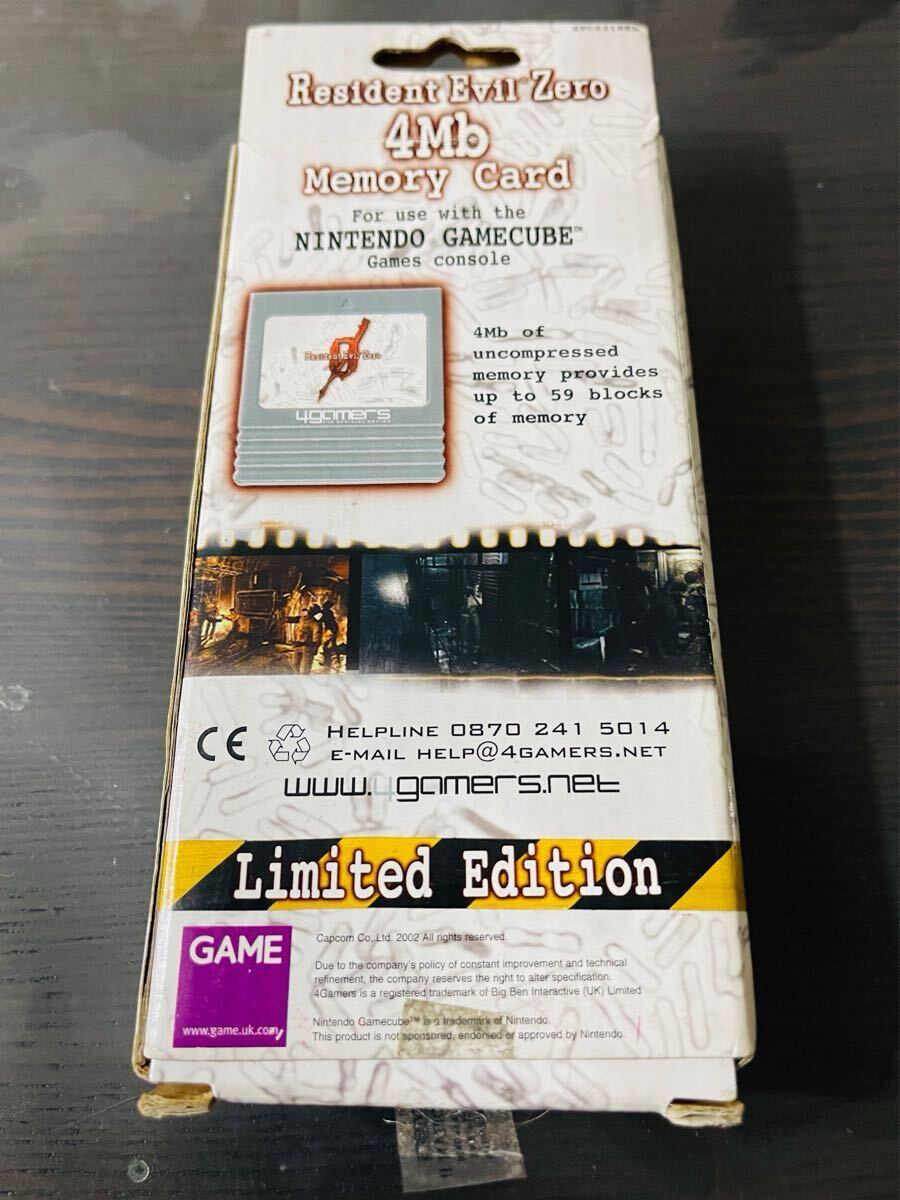 Resident Evil™ Zero
4Mb
Memory Card
For use with the
NINTENDO GAMECUBE™
Games console
4Mb of
uncompressed
memory provides
up to 59 blocks
of memory
Resident Evil Zero
4gamers
CE
HELPLINE 0870 241 5014
E-MAIL HELP@4GAMERS.NET
www.4gamers.net
Limited Edition
GAME
www.game.uk.com
Capcom Co,. Ltd. 2002 All rights reserved.
Due to the company's policy of constant improvement and technical
refinement, the company reserves the right to alter specification.
4Gamers is a registered trademark of Big Ben Interactive (UK) Limited
Nintendo Gamecube™ is a trademark of Nintendo.
This product is not sponsored, endorsed or approved by Nintendo.